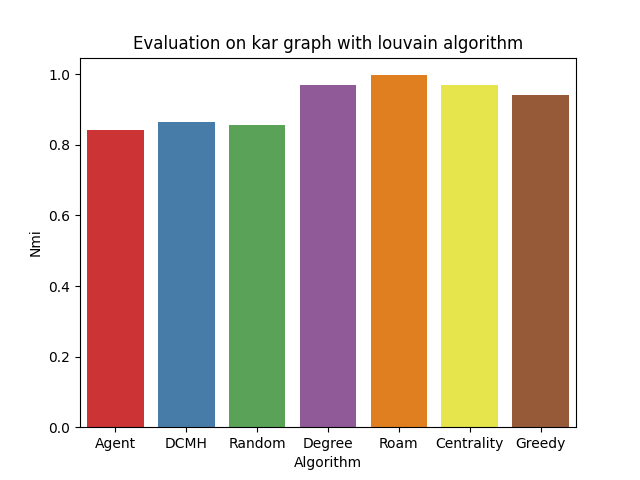 Evaluation on kar graph with louvain algorithm
1.0
0.8
0.6
0.4
0.2
0.0
Nmi
Agent DCMH Random Degree Roam Centrality Greedy
Algorithm